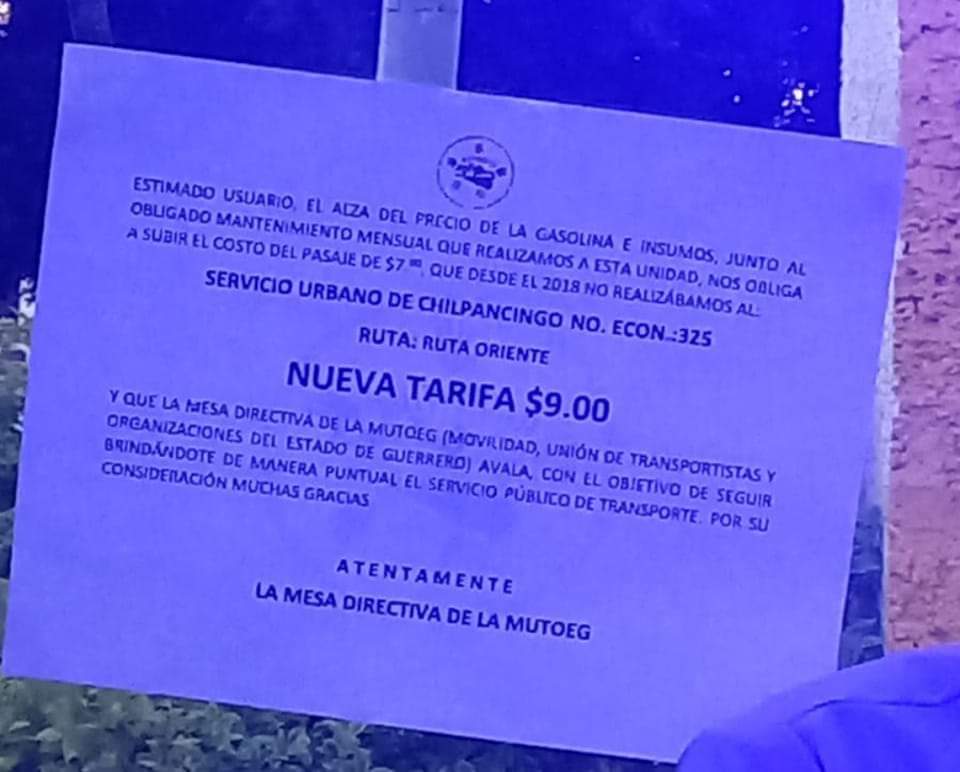 ESTIMADO USUARIO, EL ALZA DEL PRECIO DE LA GASOLINA E INSUMOS, JUNTO AL
OBLIGADO MANTENIMIENTO MENSUAL QUE REALIZAMOS A ESTA UNIDAD, NOS OBLIGA
A SUBIR EL COSTO DEL PASAJE DE $7.00, QUE DESDE EL 2018 NO REALIZÁBAMOS AL:
SERVICIO URBANO DE CHILPANCINGO NO. ECON.:325
RUTA: RUTA ORIENTE
NUEVA TARIFA $9.00
Y QUE LA MESA DIRECTIVA DE LA MUTOEG (MOVILIDAD, UNIÓN DE TRANSPORTISTAS Y
ORGANIZACIONES DEL ESTADO DE GUERRERO) AVALA, CON EL OBJETIVO DE SEGUIR
BRINDÁNDOTE DE MANERA PUNTUAL EL SERVICIO PÚBLICO DE TRANSPORTE. POR SU
CONSIDERACIÓN MUCHAS GRACIAS
ATENTAMENTE
LA MESA DIRECTIVA DE LA MUTOEG